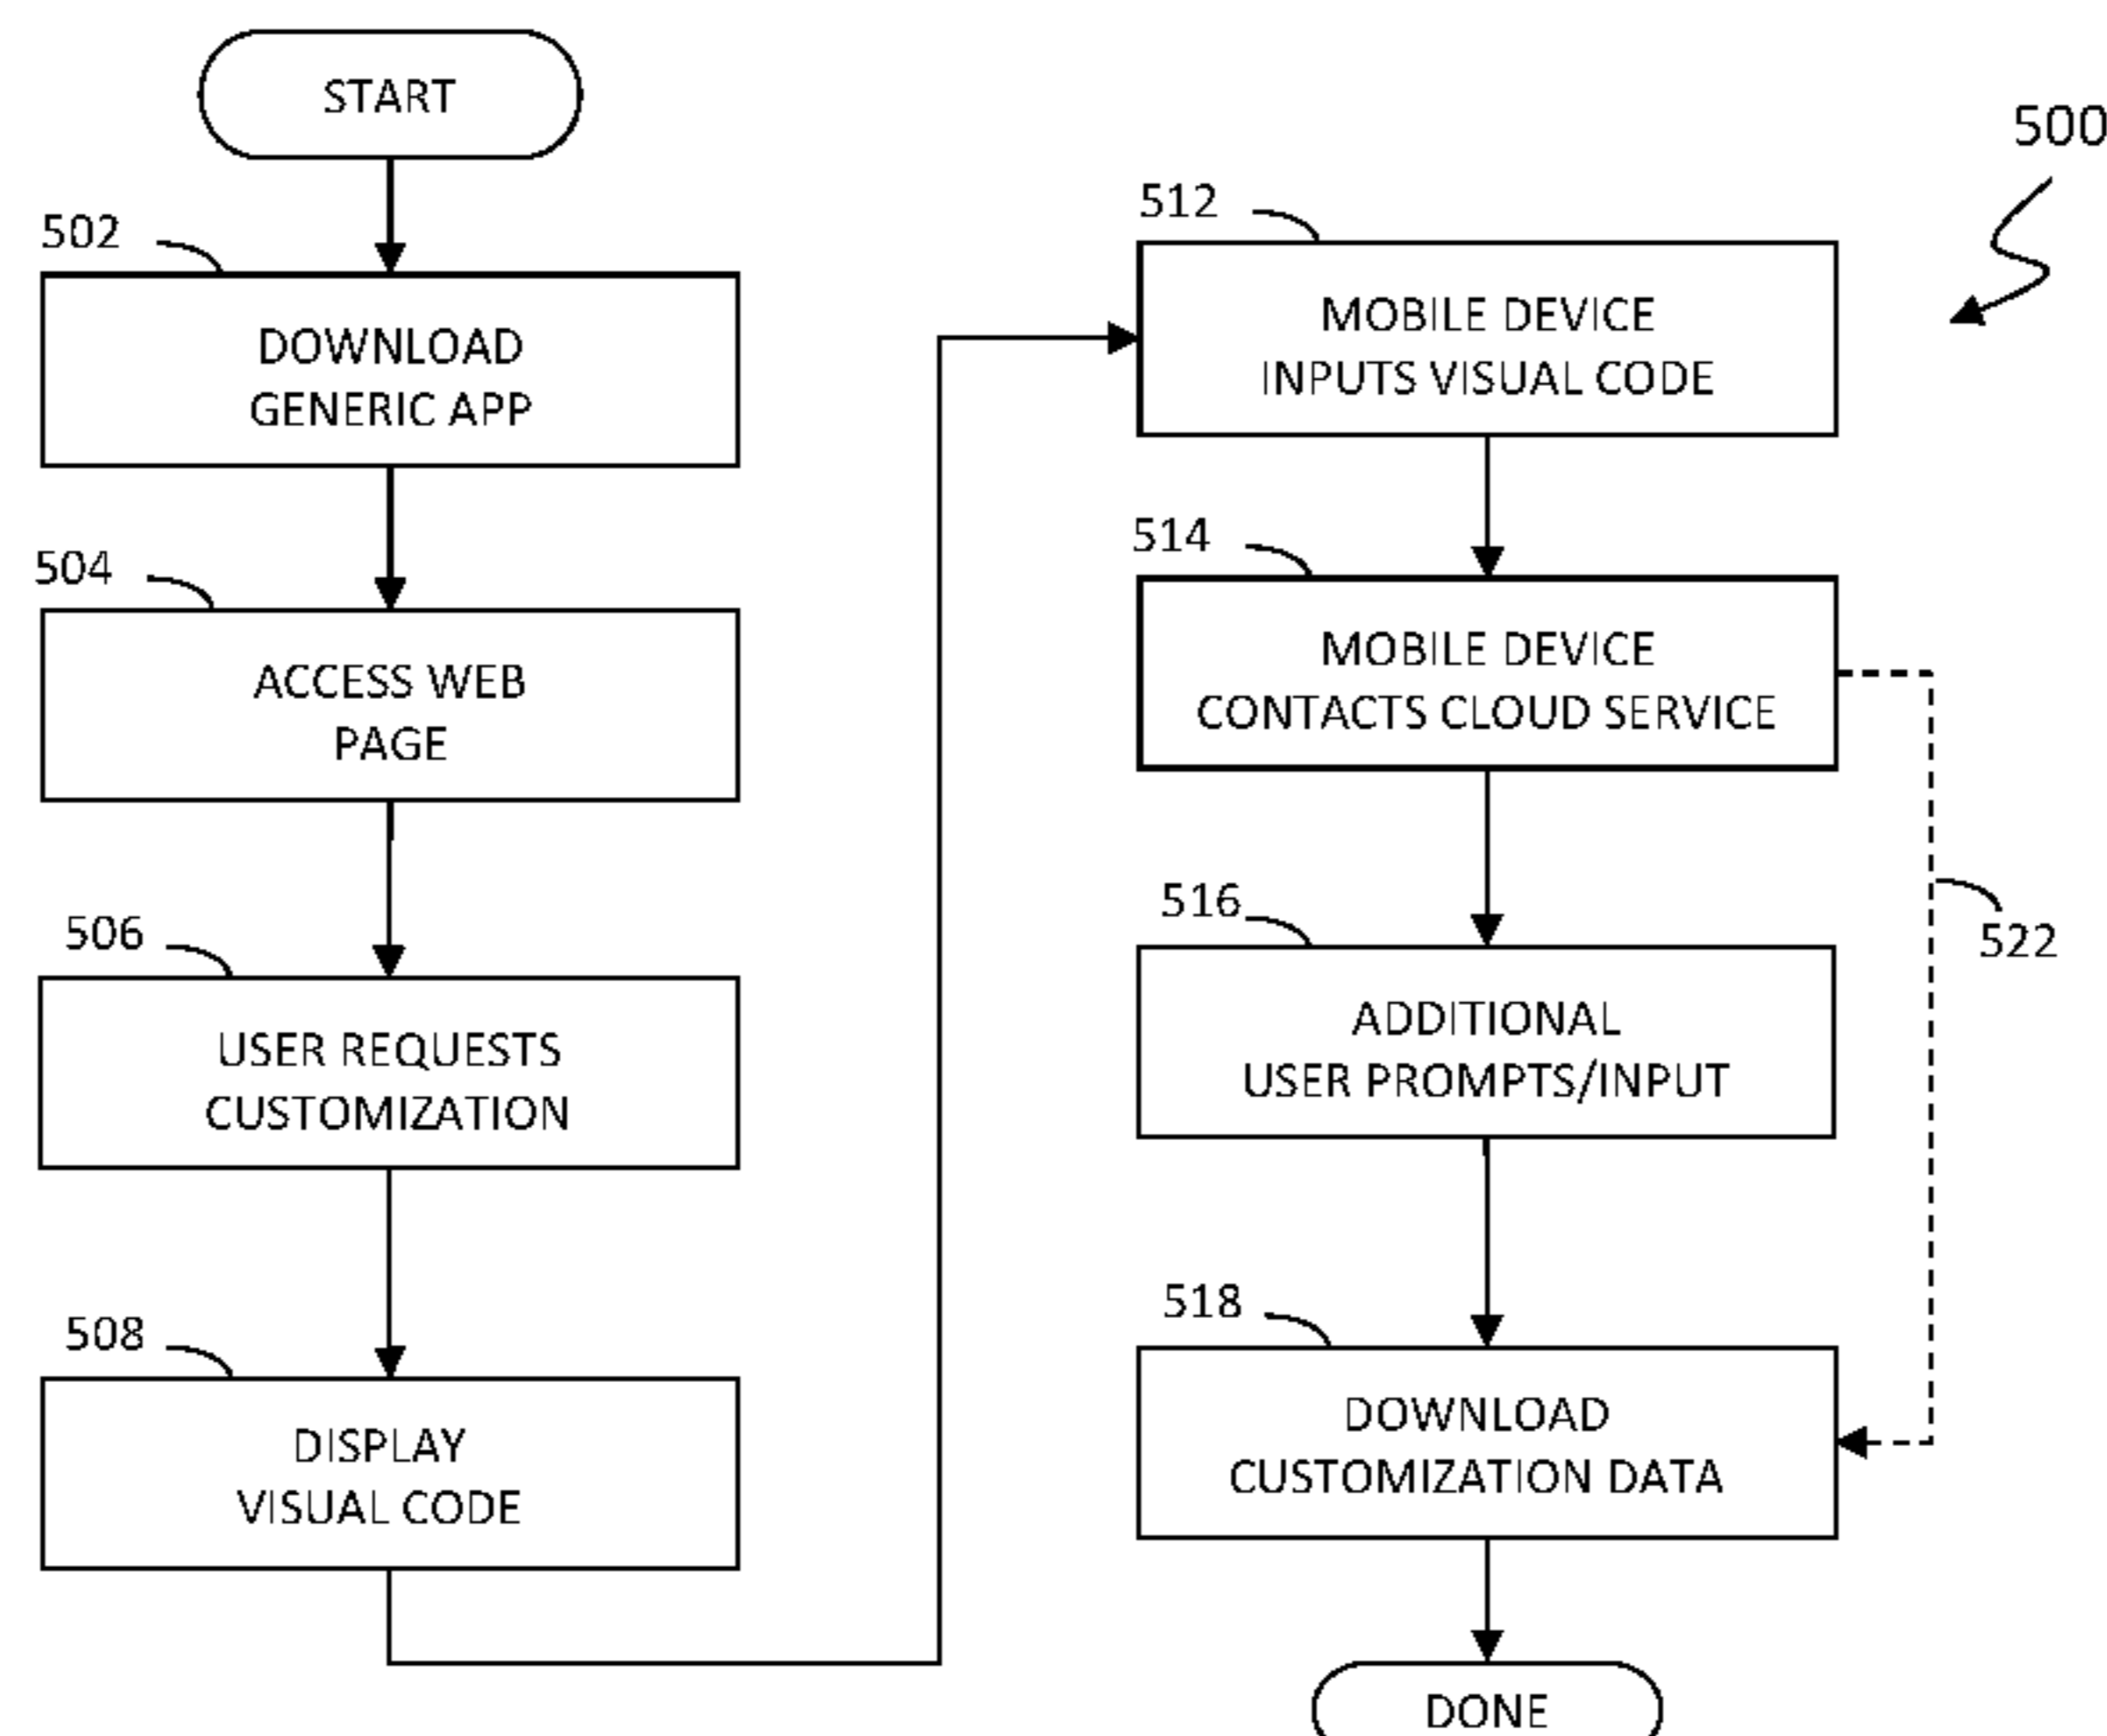 START
502
DOWNLOAD
GENERIC APP
504
ACCESS WEB
PAGE
506
USER REQUESTS
CUSTOMIZATION
508
DISPLAY
VISUAL CODE
500
512
MOBILE DEVICE
INPUTS VISUAL CODE
514
MOBILE DEVICE
CONTACTS CLOUD SERVICE
516
ADDITIONAL
USER PROMPTS/INPUT
522
518
DOWNLOAD
CUSTOMIZATION DATA
DONE